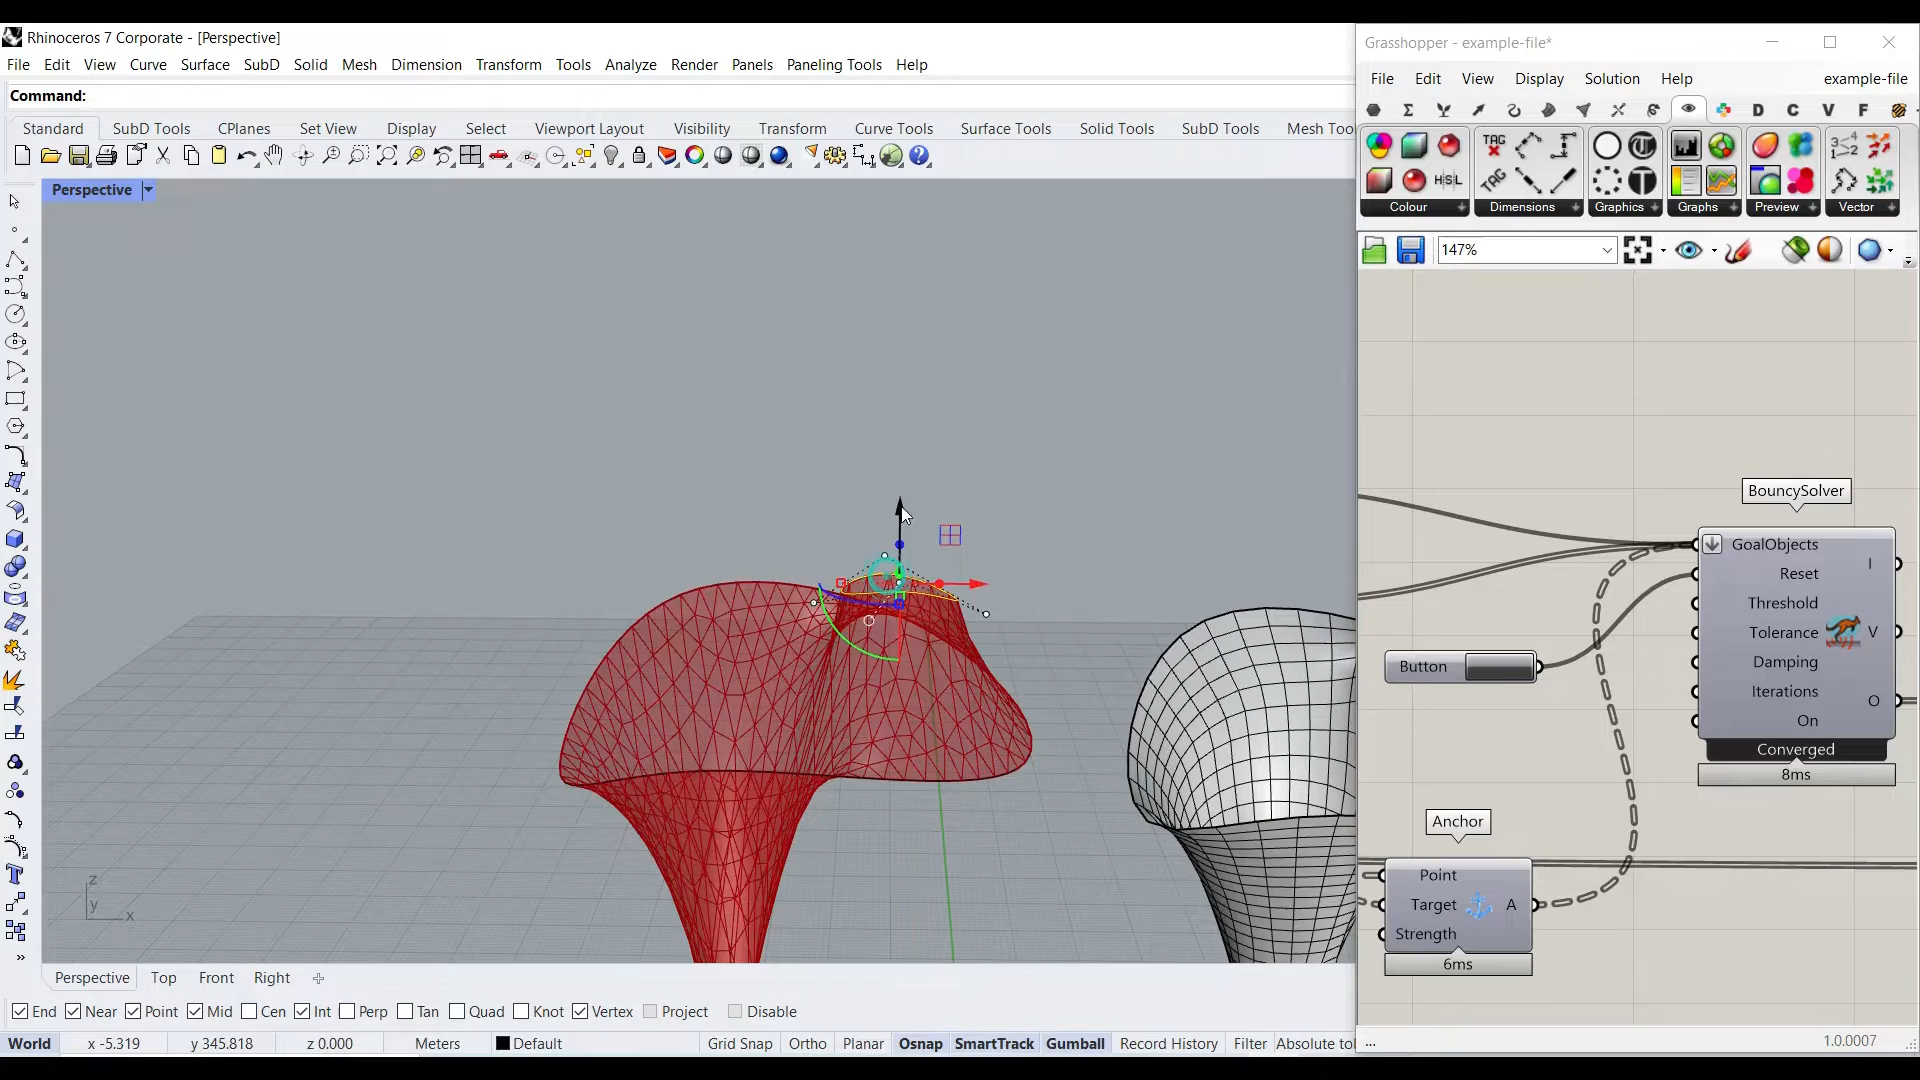 Rhinoceros 7 Corporate - [Perspective]
File Edit View Curve Surface SubD Solid Mesh Dimension Transform Tools Analyze Render Panels Paneling Tools Help
Command:
Standard SubD Tools CPlanes Set View Display Select Viewport Layout Visibility Transform Curve Tools Surface Tools Solid Tools SubD Tools Mesh Too
Perspective
z
y
x
Perspective Top Front Right
End Near Point Mid Cen Int Perp Tan Quad Knot Vertex Project Disable
World x -5.319 y 345.818 z 0.000 Meters Default Grid Snap Ortho Planar Osnap SmartTrack Gumball Record History Filter Absolute tol
Grasshopper - example-file*
File Edit View Display Solution Help example-file
D C V F
TAG
TAG
HSL
Colour Dimensions Graphics Graphs Preview Vector
147%
BouncySolver
GoalObjects
Reset
Threshold
Tolerance
Damping
Iterations
On
I
V
O
Converged
8ms
Button
Anchor
Point
Target A
Strength
6ms
... 1.0.0007